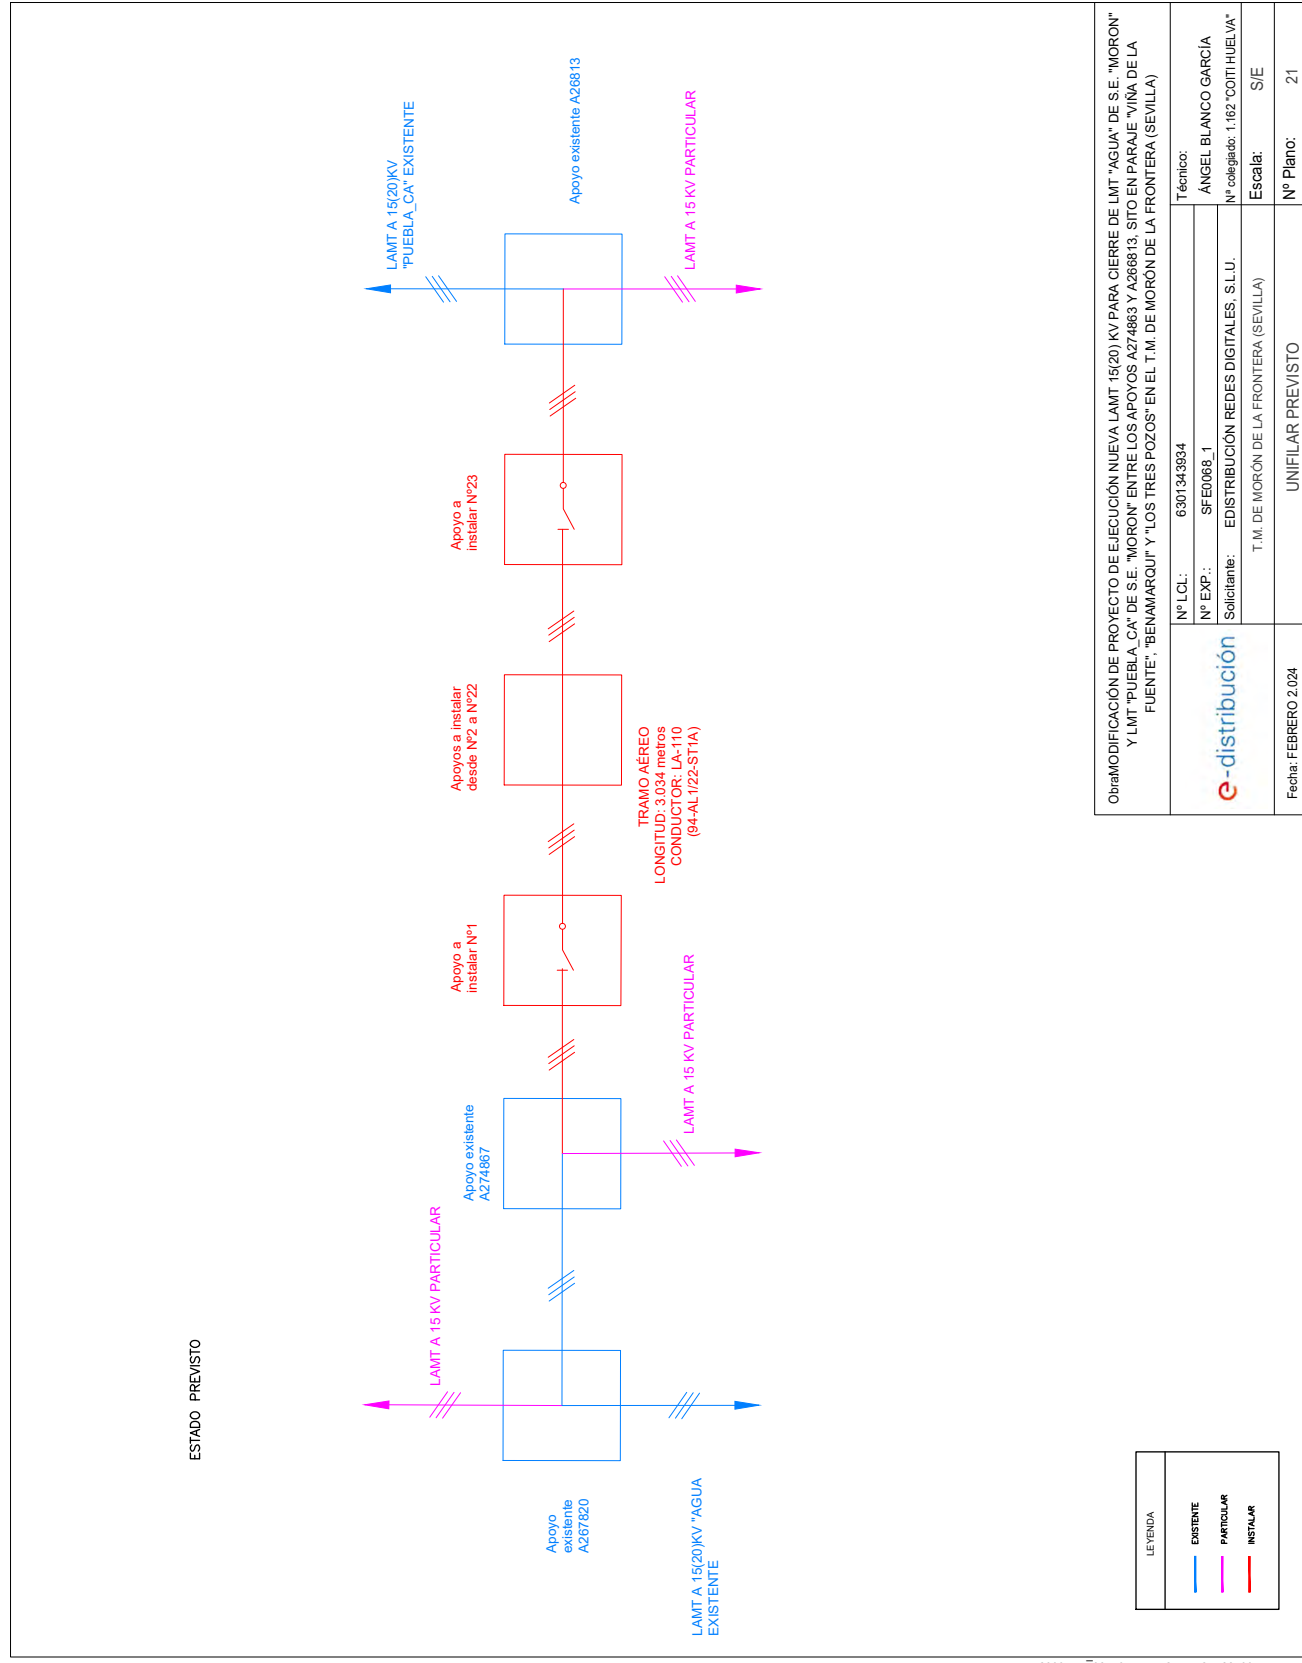 ESTADO PREVISTO
LAMT A 15 KV PARTICULAR
Apoyo
existente
A267820
LAMT A 15(20)KV "AGUA
EXISTENTE
Apoyo existente
A274867
LAMT A 15 KV PARTICULAR
Apoyo a
instalar Nº1
Apoyos a instalar
desde Nº2 a Nº22
TRAMO AÉREO
LONGITUD: 3.034 metros
CONDUCTOR: LA-110
(94-AL1/22-ST1A)
Apoyo a
instalar Nº23
LAMT A 15(20)KV
"PUEBLA_CA" EXISTENTE
Apoyo existente A26813
LAMT A 15 KV PARTICULAR
LEYENDA
EXISTENTE
PARTICULAR
INSTALAR
ObraMODIFICACIÓN DE PROYECTO DE EJECUCIÓN NUEVA LAMT 15(20) KV PARA CIERRE DE LMT "AGUA" DE S.E. "MORON"
Y LMT "PUEBLA_CA" DE S.E. "MORON" ENTRE LOS APOYOS A274863 Y A266813, SITO EN PARAJE "VIÑA DE LA
FUENTE", "BENAMARQUI" Y "LOS TRES POZOS" EN EL T.M. DE MORÓN DE LA FRONTERA (SEVILLA)
e-distribución
Nº LCL: 6301343934
Nº EXP.: SFE0068_1
Solicitante: EDISTRIBUCIÓN REDES DIGITALES, S.L.U.
T.M. DE MORÓN DE LA FRONTERA (SEVILLA)
Técnico:
ÁNGEL BLANCO GARCÍA
Nª colegiado: 1.162 "COITI HUELVA"
Escala: S/E
Fecha: FEBRERO 2.024
UNIFILAR PREVISTO
Nº Plano: 21